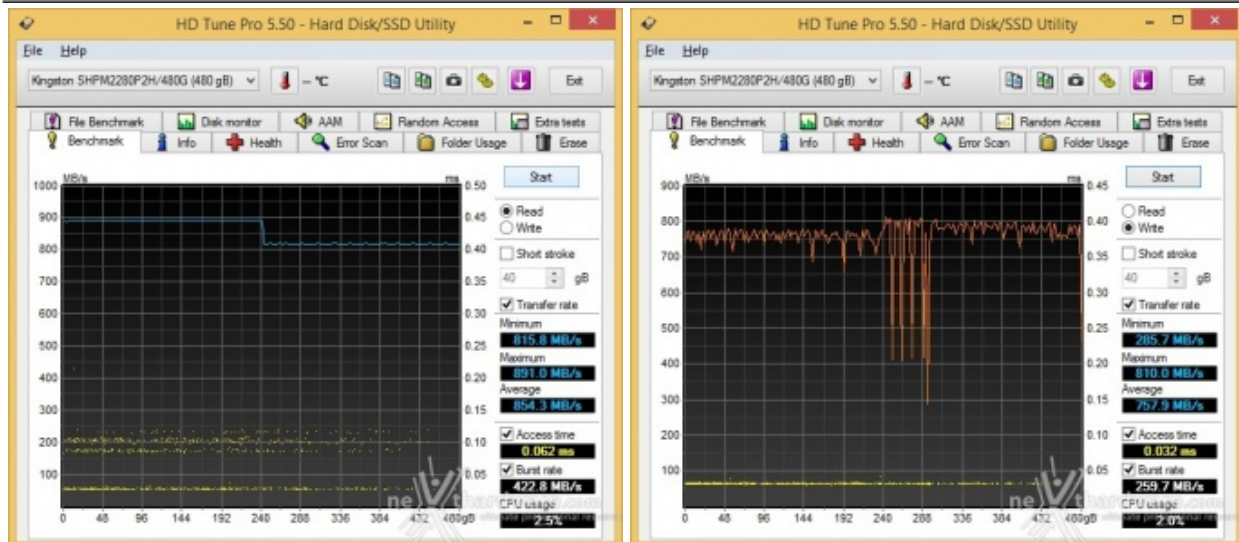 HD Tune Pro 5.50 - Hard Disk/SSD Utility
File Help
Kingston SHPM2280P2H/480G (480 gB) – °C Exit
File Benchmark Disk monitor AAM Random Access Extra tests
Benchmark Info Health Error Scan Folder Usage Erase
MB/s ms Start
1000 0.50
900 0.45 Read
Write
800 0.40 Short stroke
700 0.35 40 gB
600 0.30 Transfer rate
Minimum
500 0.25 815.8 MB/s
Maximum
400 0.20 891.0 MB/s
Average
300 0.15 854.3 MB/s
200 0.10 Access time
0.062 ms
100 0.05 Burst rate
422.8 MB/s
CPU usage
0 48 96 144 192 240 288 336 384 432 480gB 2.5%
HD Tune Pro 5.50 - Hard Disk/SSD Utility
File Help
Kingston SHPM2280P2H/480G (480 gB) – °C Exit
File Benchmark Disk monitor AAM Random Access Extra tests
Benchmark Info Health Error Scan Folder Usage Erase
MB/s ms Start
900 0.45
Read
800 0.40 Write
700 0.35 Short stroke
40 gB
600 0.30 Transfer rate
Minimum
500 0.25 285.7 MB/s
Maximum
400 0.20 810.0 MB/s
Average
300 0.15 757.9 MB/s
200 0.10 Access time
0.032 ms
100 0.05 Burst rate
259.7 MB/s
CPU usage
0 48 96 144 192 240 288 336 384 432 480gB 2.0%